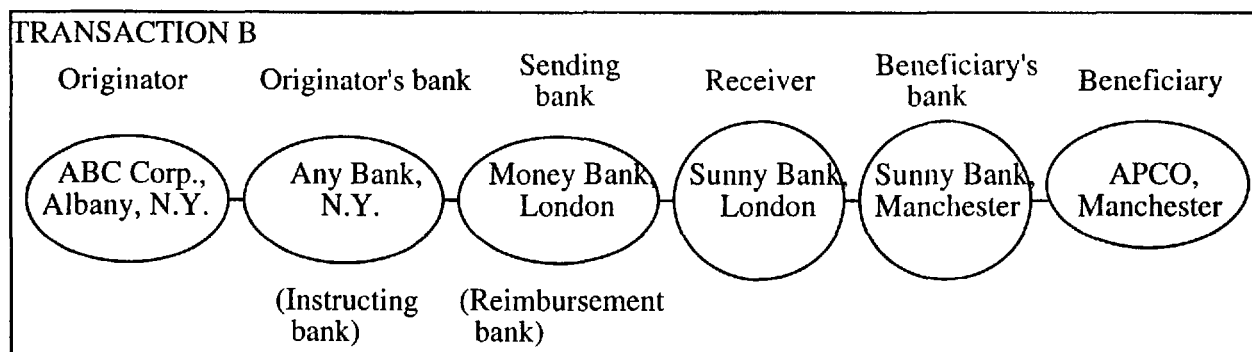 TRANSACTION B
Originator
Originator's bank
Sending
bank
Receiver
Beneficiary's
bank
Beneficiary
ABC Corp.,
Albany, N.Y.
Any Bank,
N.Y.
Money Bank,
London
Sunny Bank,
London
Sunny Bank,
Manchester
APCO,
Manchester
(Instructing
bank)
(Reimbursement
bank)